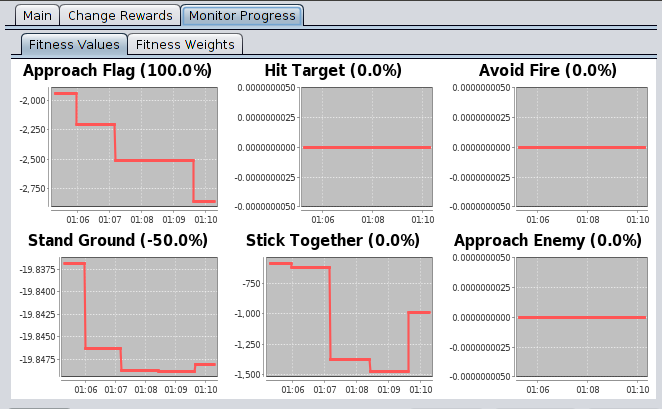 Main Change Rewards Monitor Progress
Fitness Values Fitness Weights
Approach Flag (100.0%) Hit Target (0.0%) Avoid Fire (0.0%)
-2,000
-2,250
-2,500
-2,750
01:06 01:07 01:08 01:09 01:10
0.0000000050
0.0000000025
0.0000000000
-0.0000000025
-0.0000000050
01:06 01:08 01:10
0.0000000050
0.0000000025
0.0000000000
-0.0000000025
-0.0000000050
01:06 01:08 01:10
Stand Ground (-50.0%) Stick Together (0.0%) Approach Enemy (0.0%)
-19.8375
-19.8400
-19.8425
-19.8450
-19.8475
01:06 01:07 01:08 01:09 01:10
-750
-1,000
-1,250
-1,500
01:06 01:07 01:08 01:09 01:10
0.0000000050
0.0000000025
0.0000000000
-0.0000000025
-0.0000000050
01:06 01:08 01:10